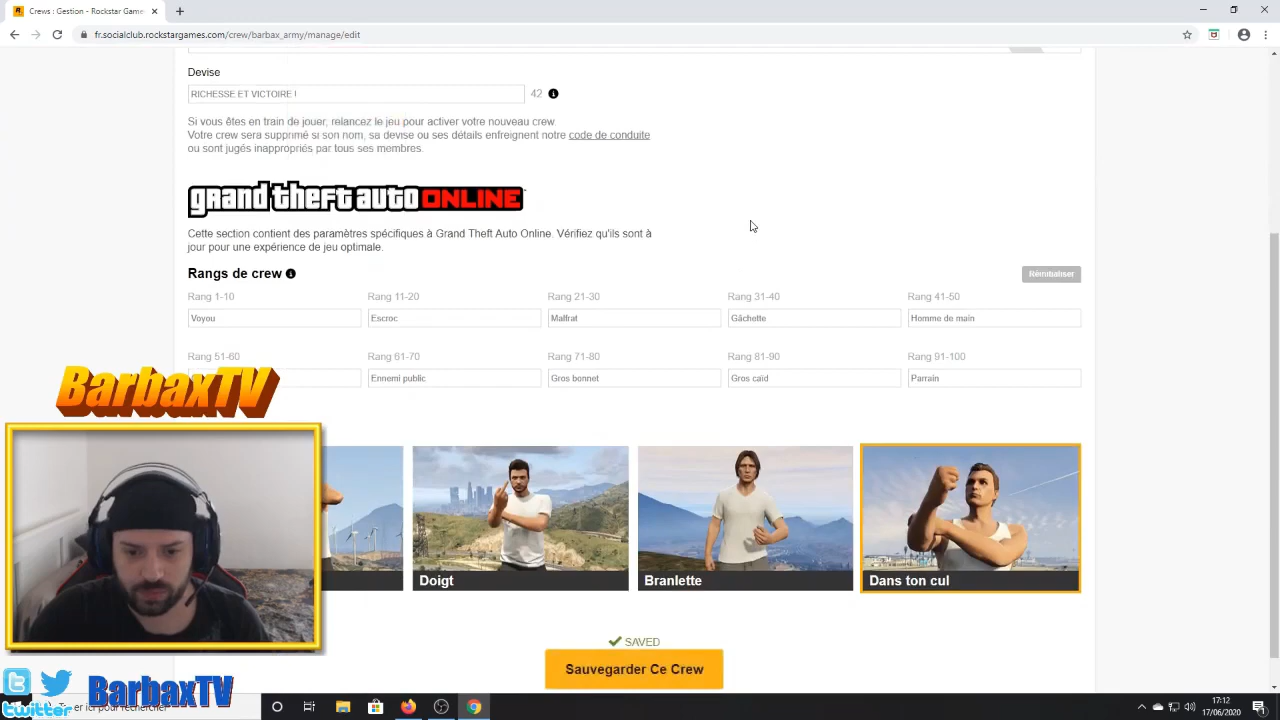 Crews : Gestion - Rockstar Game
fr.socialclub.rockstargames.com/crew/barbax_army/manage/edit
Devise
RICHESSE ET VICTOIRE !
42
Si vous êtes en train de jouer, relancez le jeu pour activer votre nouveau crew.
Votre crew sera supprimé si son nom, sa devise ou ses détails enfreignent notre code de conduite
ou sont jugés inappropriés par tous ses membres.
grand theft auto ONLINE
Cette section contient des paramètres spécifiques à Grand Theft Auto Online. Vérifiez qu'ils sont à
jour pour une expérience de jeu optimale.
Rangs de crew
Réinitialiser
Rang 1-10 Rang 11-20 Rang 21-30 Rang 31-40 Rang 41-50
Voyou Escroc Malfrat Gâchette Homme de main
Rang 51-60 Rang 61-70 Rang 71-80 Rang 81-90 Rang 91-100
Ennemi public Gros bonnet Gros caïd Parrain
BarbaxTV
Doigt Branlette Dans ton cul
SAVED
Sauvegarder Ce Crew
BarbaxTV
twitter
er ici pour rechercher
17:12
17/06/2020